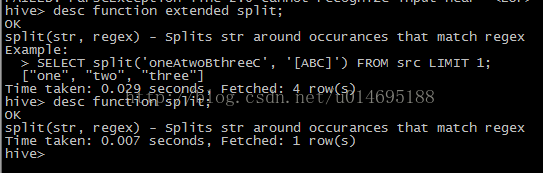 hive> desc function extended split;
OK
split(str, regex) - Splits str around occurances that match regex
Example:
  > SELECT split('oneAtwoBthreeC', '[ABC]') FROM src LIMIT 1;
  ["one", "two", "three"]
Time taken: 0.029 seconds, Fetched: 4 row(s)
hive> desc function split;
http://blog.csdn.net/u014695188
OK
split(str, regex) - Splits str around occurances that match regex
Time taken: 0.007 seconds, Fetched: 1 row(s)
hive>